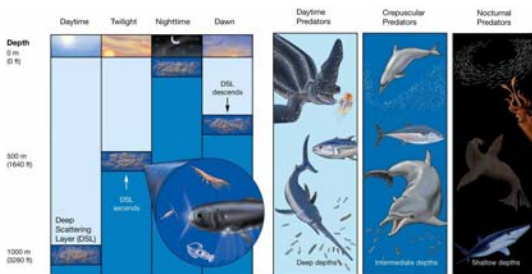 Daytime
Twilight
Nighttime
Dawn
Depth
0 m
(0 ft)
500 m
(1640 ft)
1000 m
(3280 ft)
DSL
descends
DSL
ascends
Deep
Scattering
Layer (DSL)
Daytime
Predators
Crepuscular
Predators
Nocturnal
Predators
Deep depths
Intermediate depths
Shallow depths